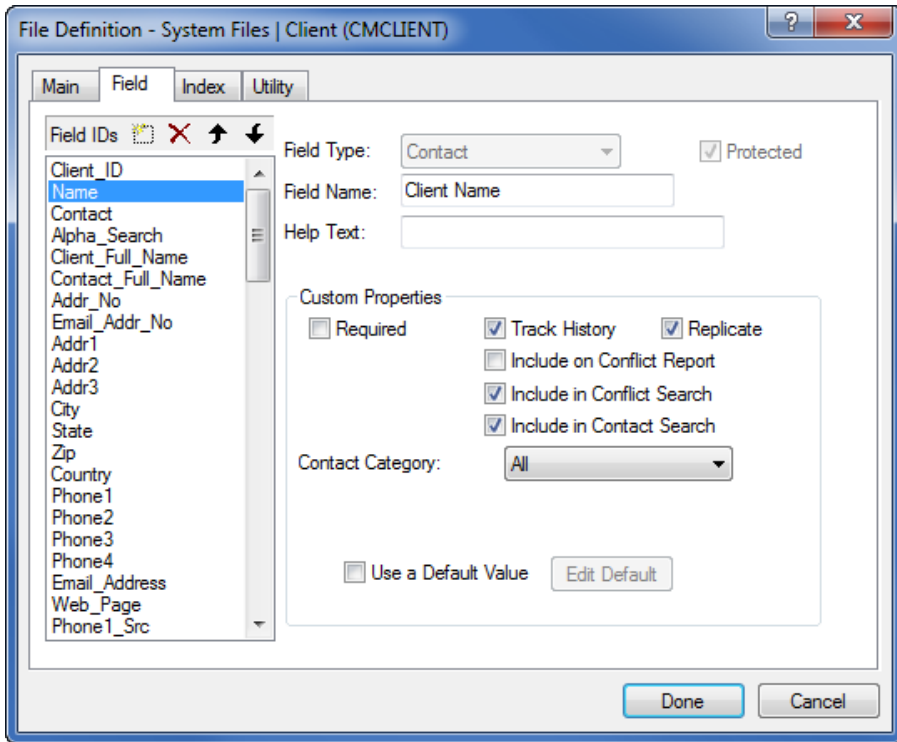 File Definition - System Files | Client (CMCLIENT)
Main Field Index Utility
Field IDs
Client_ID
Name
Contact
Alpha_Search
Client_Full_Name
Contact_Full_Name
Addr_No
Email_Addr_No
Addr1
Addr2
Addr3
City
State
Zip
Country
Phone1
Phone2
Phone3
Phone4
Email_Address
Web_Page
Phone1_Src
Field Type: Contact Protected
Field Name: Client Name
Help Text:
Custom Properties
Required Track History Replicate
Include on Conflict Report
Include in Conflict Search
Include in Contact Search
Contact Category: All
Use a Default Value Edit Default
Done Cancel